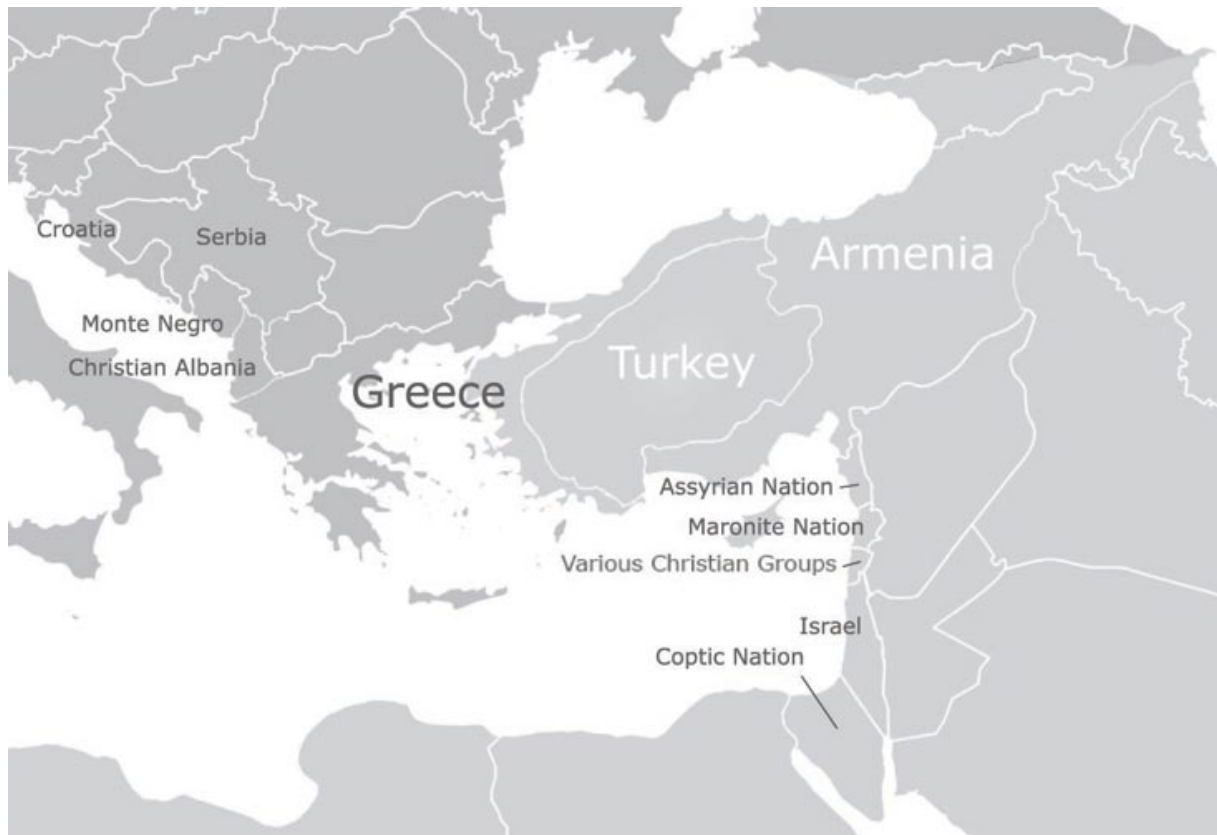 Croatia
Serbia
Armenia
Monte Negro
Turkey
Christian Albania
Greece
Assyrian Nation
Maronite Nation
Various Christian Groups
Israel
Coptic Nation